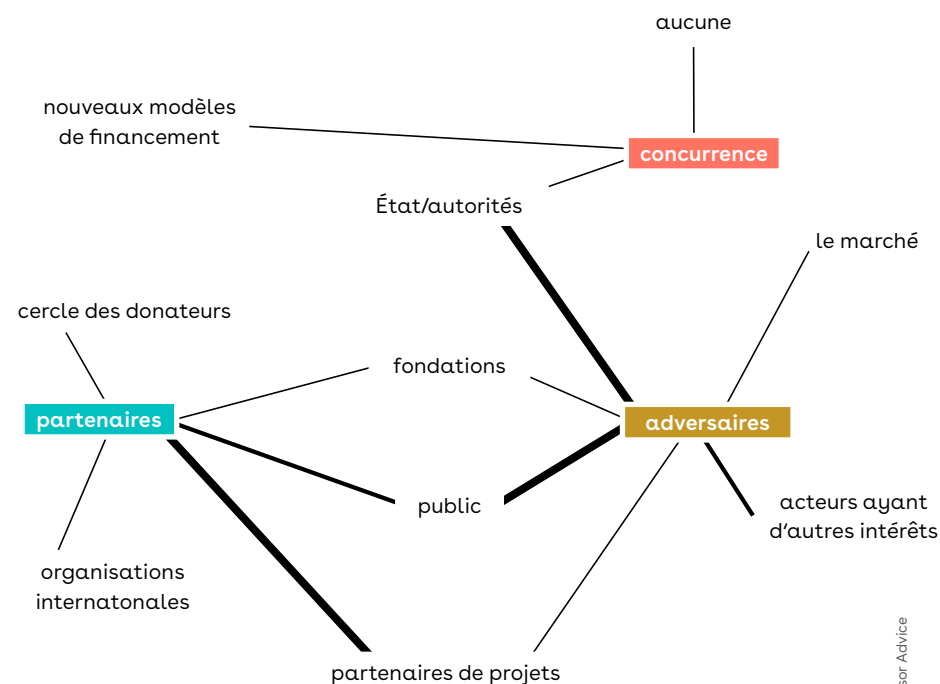 aucune
nouveaux modèles
de financement
concurrence
État/autorités
le marché
cercle des donateurs
fondations
partenaires
adversaires
public
acteurs ayant
d’autres intérêts
organisations
internatonales
partenaires de projets
Advice